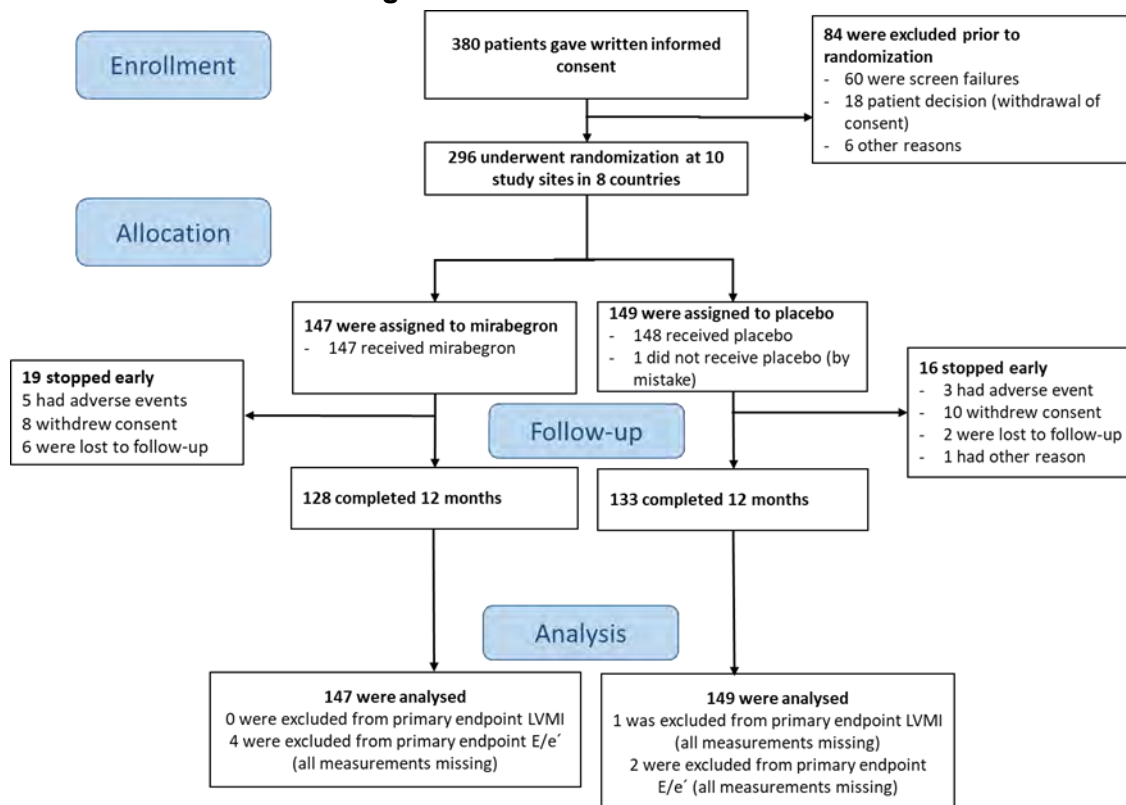 Enrollment
380 patients gave written informed
consent
84 were excluded prior to
randomization
- 60 were screen failures
- 18 patient decision (withdrawal of
consent)
- 6 other reasons
296 underwent randomization at 10
study sites in 8 countries
Allocation
147 were assigned to mirabegron
- 147 received mirabegron
149 were assigned to placebo
- 148 received placebo
- 1 did not receive placebo (by
mistake)
19 stopped early
5 had adverse events
8 withdrew consent
6 were lost to follow-up
16 stopped early
- 3 had adverse event
- 10 withdrew consent
- 2 were lost to follow-up
- 1 had other reason
Follow-up
128 completed 12 months
133 completed 12 months
Analysis
147 were analysed
0 were excluded from primary endpoint LVMI
4 were excluded from primary endpoint E/e´
(all measurements missing)
149 were analysed
1 was excluded from primary endpoint LVMI
(all measurements missing)
2 were excluded from primary endpoint
E/e´ (all measurements missing)